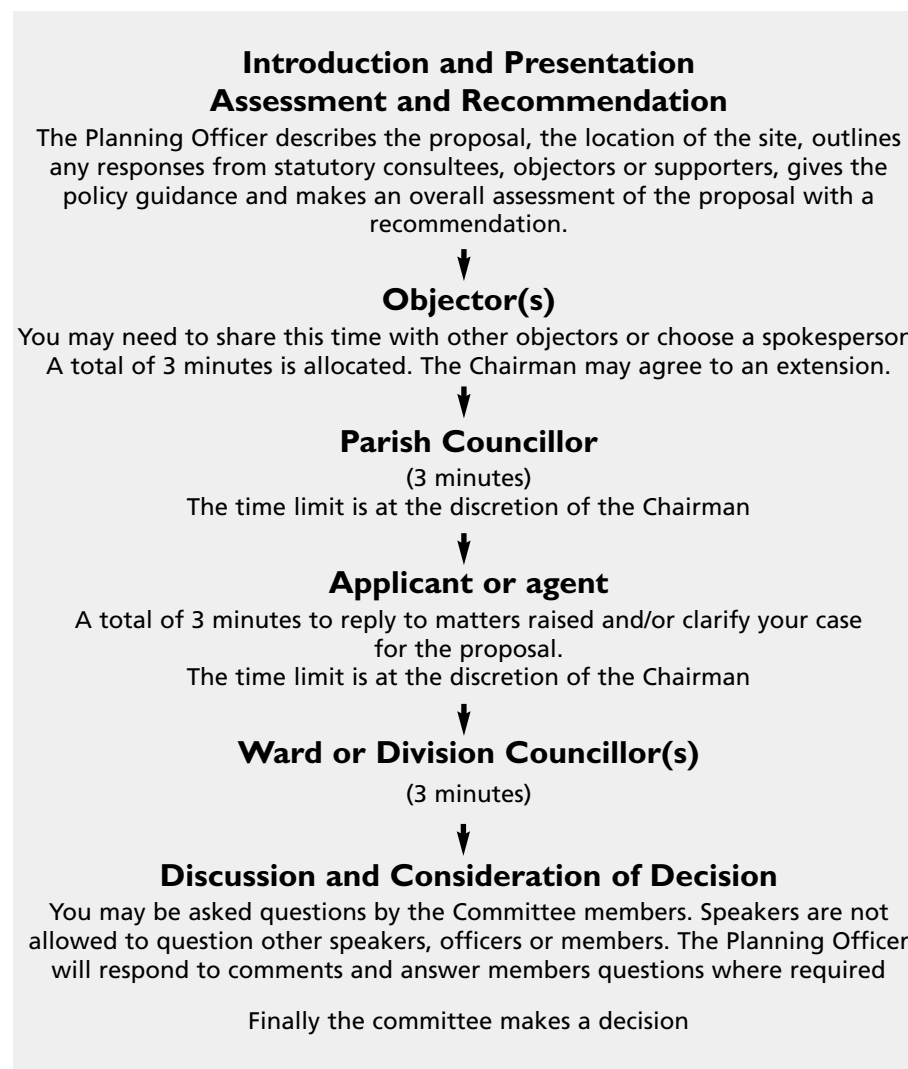 Introduction and Presentation
Assessment and Recommendation
The Planning Officer describes the proposal, the location of the site, outlines
any responses from statutory consultees, objectors or supporters, gives the
policy guidance and makes an overall assessment of the proposal with a
recommendation.
Objector(s)
You may need to share this time with other objectors or choose a spokesperson
A total of 3 minutes is allocated. The Chairman may agree to an extension.
Parish Councillor
(3 minutes)
The time limit is at the discretion of the Chairman
Applicant or agent
A total of 3 minutes to reply to matters raised and/or clarify your case
for the proposal.
The time limit is at the discretion of the Chairman
Ward or Division Councillor(s)
(3 minutes)
Discussion and Consideration of Decision
You may be asked questions by the Committee members. Speakers are not
allowed to question other speakers, officers or members. The Planning Officer
will respond to comments and answer members questions where required
Finally the committee makes a decision